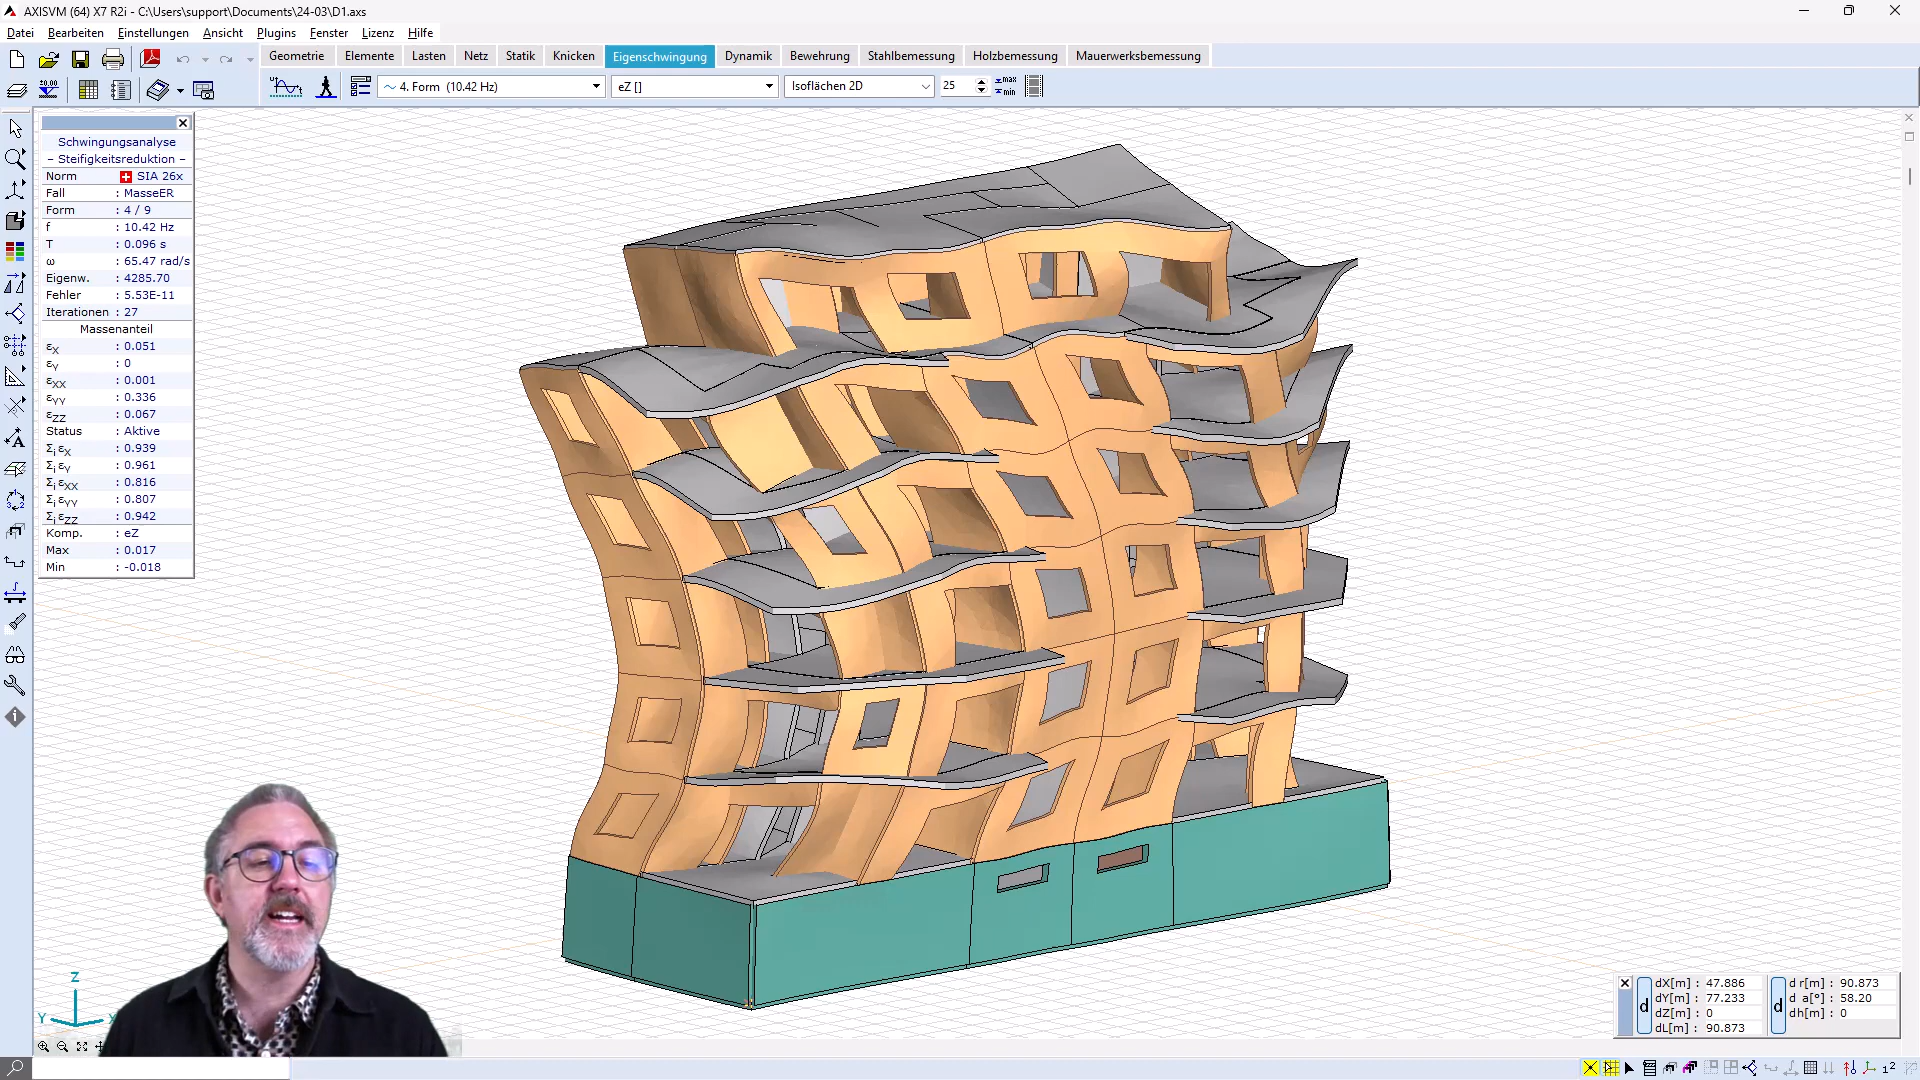 AXISVM (64) X7 R2i - C:\Users\support\Documents\24-03\D1.axs
Datei Bearbeiten Einstellungen Ansicht Plugins Fenster Lizenz Hilfe
Geometrie Elemente Lasten Netz Statik Knicken Eigenschwingung Dynamik Bewehrung Stahlbemessung Holzbemessung Mauerwerksbemessung
4. Form (10.42 Hz) eZ [] Isoflächen 2D 25 max min
Schwingungsanalyse
- Steifigkeitsreduktion -
Norm SIA 26x
Fall : MasseER
Form : 4 / 9
f : 10.42 Hz
T : 0.096 s
ω : 65.47 rad/s
Eigenw. : 4285.70
Fehler : 5.53E-11
Iterationen : 27
Massenanteil
εX : 0.051
εY : 0
εXX : 0.001
εYY : 0.336
εZZ : 0.067
Status : Aktive
Σi εX : 0.939
Σi εY : 0.961
Σi εXX : 0.816
Σi εYY : 0.807
Σi εZZ : 0.942
Komp. : eZ
Max : 0.017
Min : -0.018
Z
Y X
d
dX[m] : 47.886
dY[m] : 77.233
dZ[m] : 0
dL[m] : 90.873
d
d r[m] : 90.873
d a[°] : 58.20
dh[m] : 0